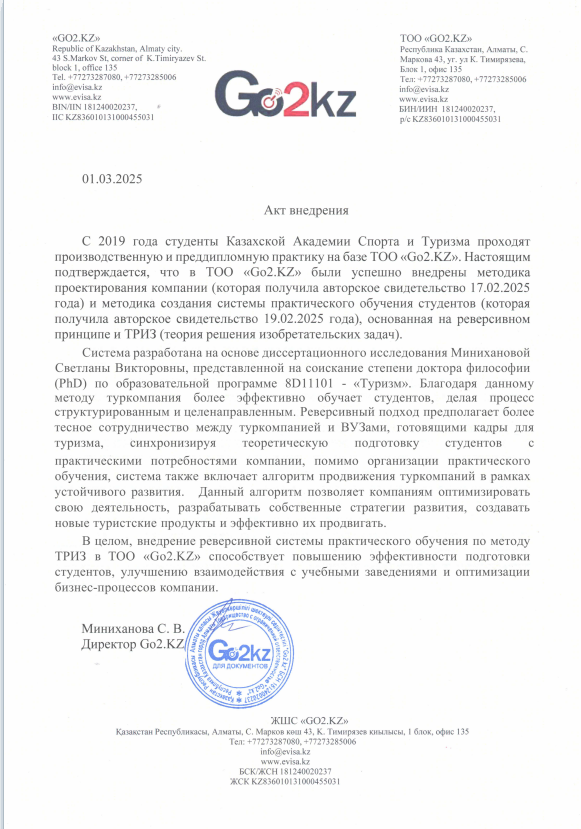 «GO2.KZ»
Republic of Kazakhstan, Almaty city.
43 S.Markov St, corner of K.Timiryazev St.
block 1, office 135
Tel. +77273287080, +77273285006
info@evisa.kz
www.evisa.kz
BIN/IIN 181240020237,
IIC KZ836010131000455031
Go2kz
ТОО «GO2.KZ»
Республика Казахстан, Алматы, С.
Маркова 43, уг. ул К. Тимирязева,
Блок 1, офис 135
Тел: +77273287080, +77273285006
info@evisa.kz
www.evisa.kz
БИН/ИИН 181240020237,
р/с KZ836010131000455031
01.03.2025
Акт внедрения
С 2019 года студенты Казахской Академии Спорта и Туризма проходят
производственную и преддипломную практику на базе ТОО «Go2.KZ». Настоящим
подтверждается, что в ТОО «Go2.KZ» были успешно внедрены методика
проектирования компании (которая получила авторское свидетельство 17.02.2025
года) и методика создания системы практического обучения студентов (которая
получила авторское свидетельство 19.02.2025 года), основанная на реверсивном
принципе и ТРИЗ (теория решения изобретательских задач).
Система разработана на основе диссертационного исследования Минихановой
Светланы Викторовны, представленной на соискание степени доктора философии
(PhD) по образовательной программе 8D11101 - «Туризм». Благодаря данному
методу туркомпания более эффективно обучает студентов, делая процесс
структурированным и целенаправленным. Реверсивный подход предполагает более
тесное сотрудничество между туркомпанией и ВУЗами, готовящими кадры для
туризма, синхронизируя теоретическую подготовку студентов с
практическими потребностями компании, помимо организации практического
обучения, система также включает алгоритм продвижения туркомпаний в рамках
устойчивого развития. Данный алгоритм позволяет компаниям оптимизировать
свою деятельность, разрабатывать собственные стратегии развития, создавать
новые туристские продукты и эффективно их продвигать.
В целом, внедрение реверсивной системы практического обучения по методу
ТРИЗ в ТОО «Go2.KZ» способствует повышению эффективности подготовки
студентов, улучшению взаимодействия с учебными заведениями и оптимизации
бизнес-процессов компании.
Миниханова С. В.
Директор Go2.KZ
Go2kz
ДЛЯ ДОКУМЕНТОВ
ЖШС «GO2.KZ»
Қазақстан Республикасы, Алматы, С. Марков көш 43, К. Тимирязев қиылысы, 1 блок, офис 135
Тел: +77273287080, +77273285006
info@evisa.kz
www.evisa.kz
БСК/ЖСН 181240020237
ЖСК KZ836010131000455031